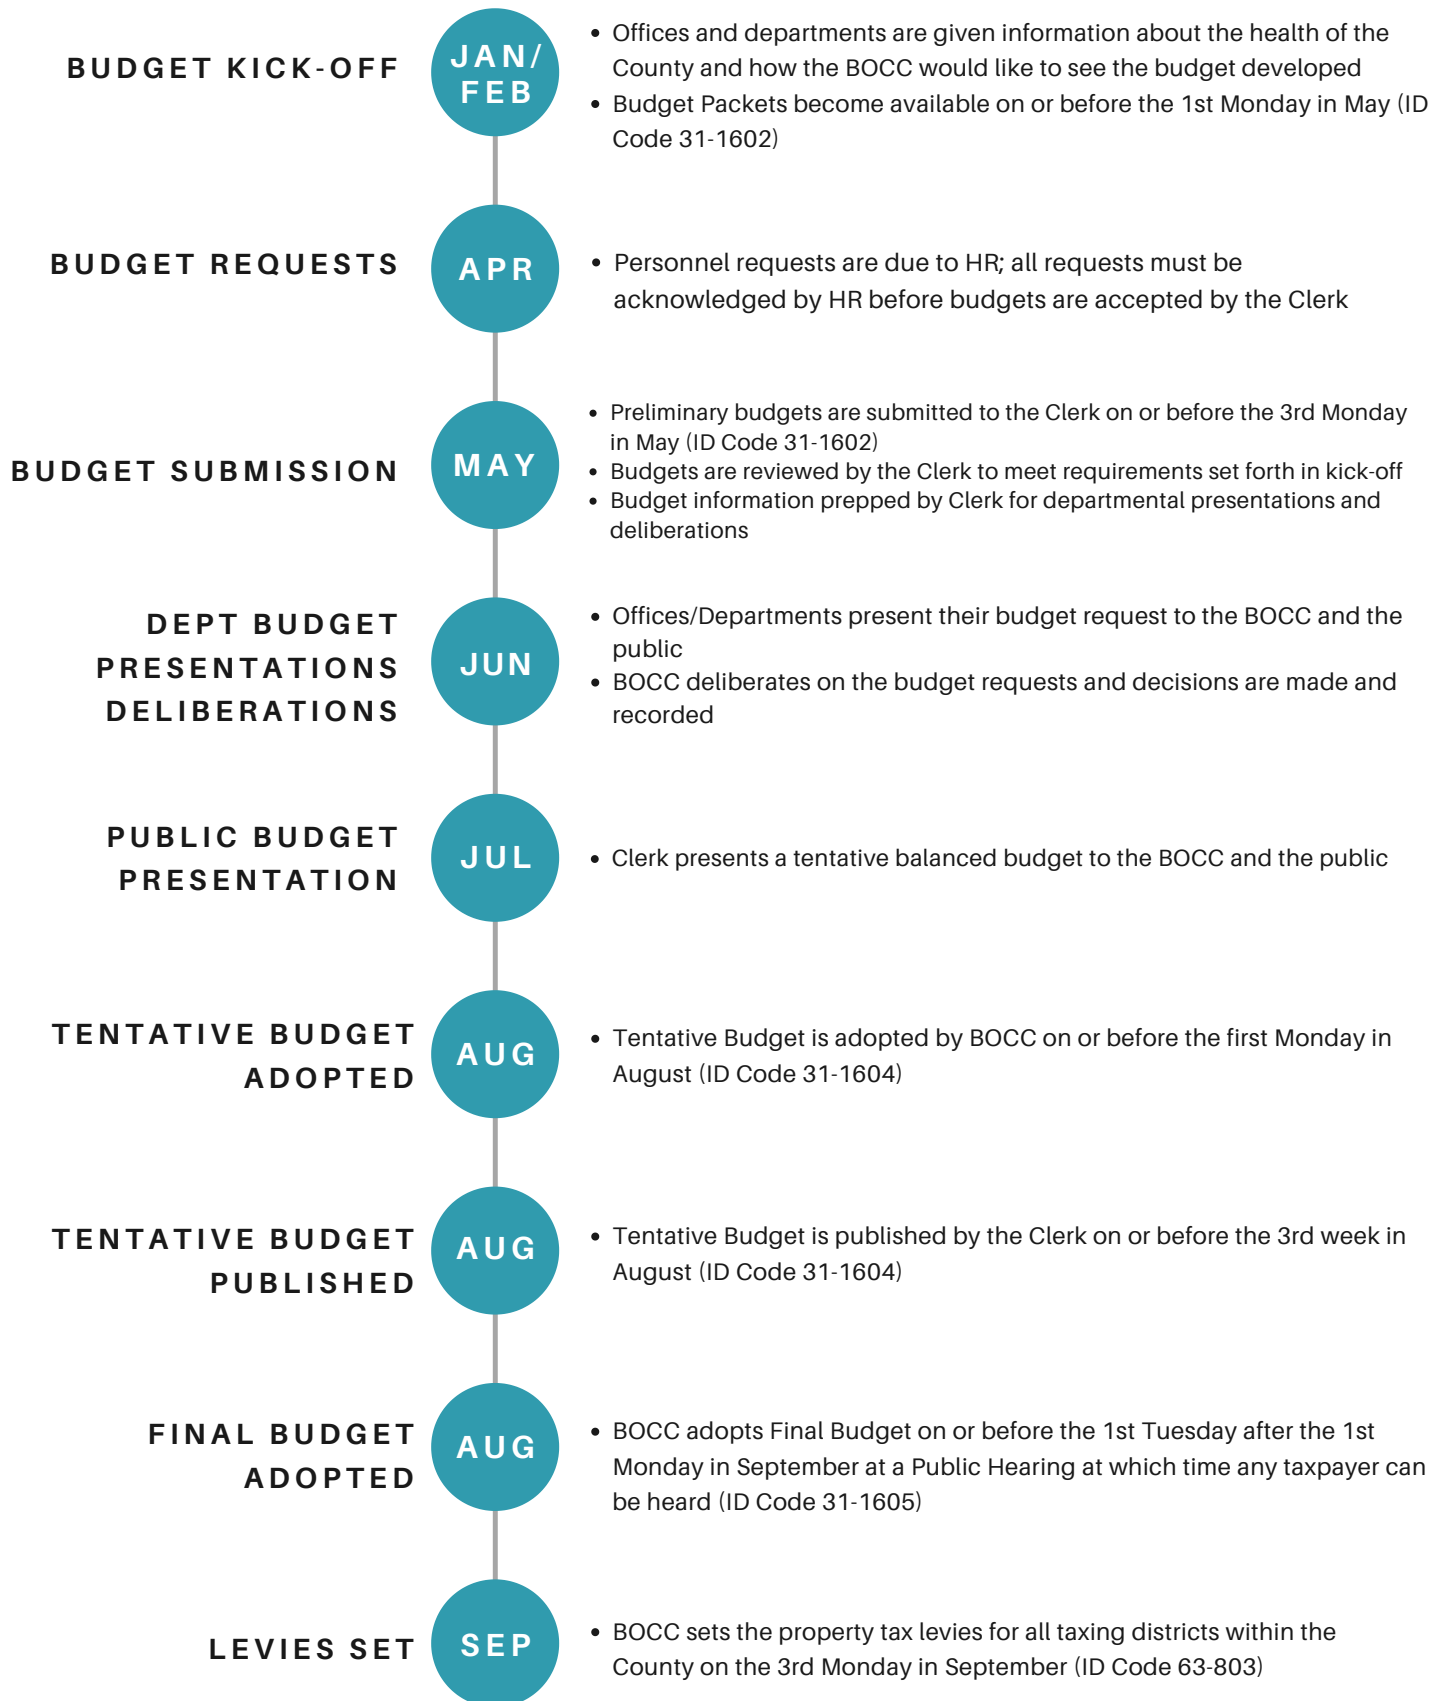 BUDGET KICK-OFF
JAN/
FEB
• Offices and departments are given information about the health of the
County and how the BOCC would like to see the budget developed
• Budget Packets become available on or before the 1st Monday in May (ID
Code 31-1602)
BUDGET REQUESTS
APR
• Personnel requests are due to HR; all requests must be
acknowledged by HR before budgets are accepted by the Clerk
BUDGET SUBMISSION
MAY
• Preliminary budgets are submitted to the Clerk on or before the 3rd Monday
in May (ID Code 31-1602)
• Budgets are reviewed by the Clerk to meet requirements set forth in kick-off
• Budget information prepped by Clerk for departmental presentations and
deliberations
DEPT BUDGET
PRESENTATIONS
DELIBERATIONS
JUN
• Offices/Departments present their budget request to the BOCC and the
public
• BOCC deliberates on the budget requests and decisions are made and
recorded
PUBLIC BUDGET
PRESENTATION
JUL
• Clerk presents a tentative balanced budget to the BOCC and the public
TENTATIVE BUDGET
ADOPTED
AUG
• Tentative Budget is adopted by BOCC on or before the first Monday in
August (ID Code 31-1604)
TENTATIVE BUDGET
PUBLISHED
AUG
• Tentative Budget is published by the Clerk on or before the 3rd week in
August (ID Code 31-1604)
FINAL BUDGET
ADOPTED
AUG
• BOCC adopts Final Budget on or before the 1st Tuesday after the 1st
Monday in September at a Public Hearing at which time any taxpayer can
be heard (ID Code 31-1605)
LEVIES SET
SEP
• BOCC sets the property tax levies for all taxing districts within the
County on the 3rd Monday in September (ID Code 63-803)